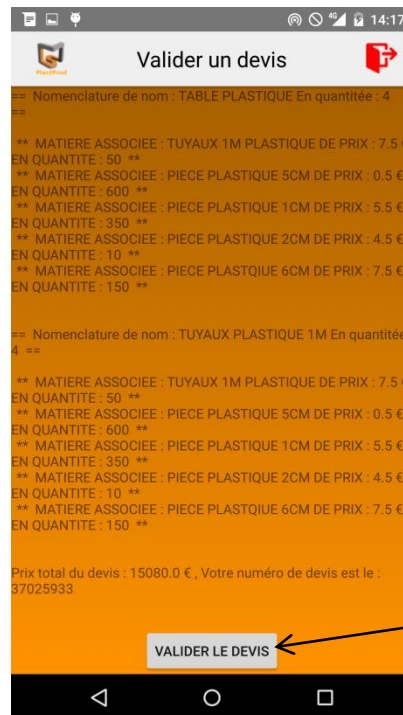 4G 14:17
PlastProd
Valider un devis
== Nomenclature de nom : TABLE PLASTIQUE En quantitée : 4
==
** MATIERE ASSOCIEE : TUYAUX 1M PLASTIQUE DE PRIX : 7.5 €
EN QUANTITE : 50 **
** MATIERE ASSOCIEE : PIECE PLASTIQUE 5CM DE PRIX : 0.5 €
EN QUANTITE : 600 **
** MATIERE ASSOCIEE : PIECE PLASTIQUE 1CM DE PRIX : 5.5 €
EN QUANTITE : 350 **
** MATIERE ASSOCIEE : PIECE PLASTIQUE 2CM DE PRIX : 4.5 €
EN QUANTITE : 10 **
** MATIERE ASSOCIEE : PIECE PLASTQIUE 6CM DE PRIX : 7.5 €
EN QUANTITE : 150 **
== Nomenclature de nom : TUYAUX PLASTIQUE 1M En quantitée
4 ==
** MATIERE ASSOCIEE : TUYAUX 1M PLASTIQUE DE PRIX : 7.5 €
EN QUANTITE : 50 **
** MATIERE ASSOCIEE : PIECE PLASTIQUE 5CM DE PRIX : 0.5 €
EN QUANTITE : 600 **
** MATIERE ASSOCIEE : PIECE PLASTIQUE 1CM DE PRIX : 5.5 €
EN QUANTITE : 350 **
** MATIERE ASSOCIEE : PIECE PLASTIQUE 2CM DE PRIX : 4.5 €
EN QUANTITE : 10 **
** MATIERE ASSOCIEE : PIECE PLASTQIUE 6CM DE PRIX : 7.5 €
EN QUANTITE : 150 **
Prix total du devis : 15080.0 € , Votre numéro de devis est le :
37025933
VALIDER LE DEVIS